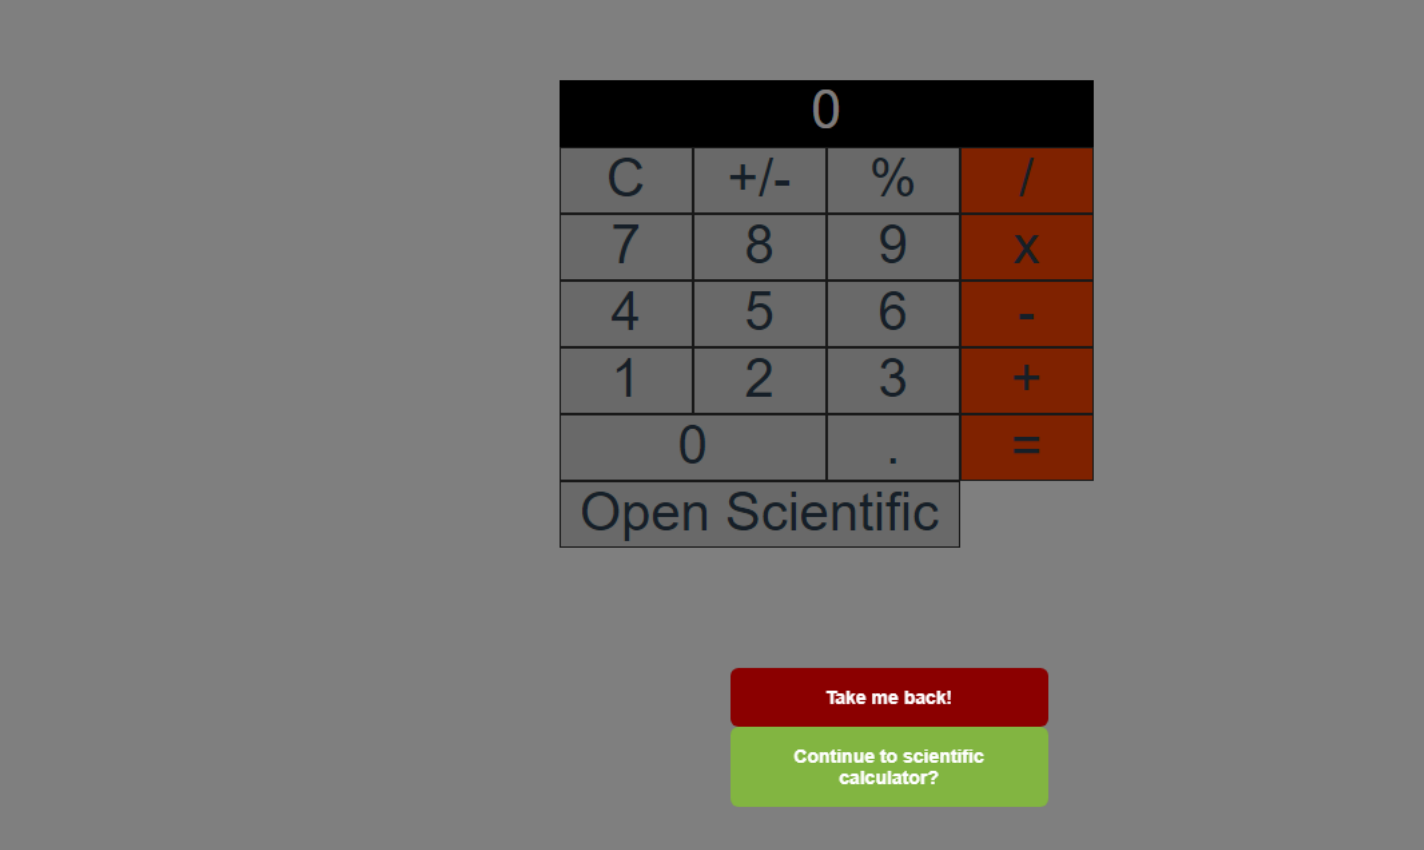 0
C +/- % /
7 8 9 x
4 5 6 -
1 2 3 +
0 . =
Open Scientific
Take me back!
Continue to scientific
calculator?